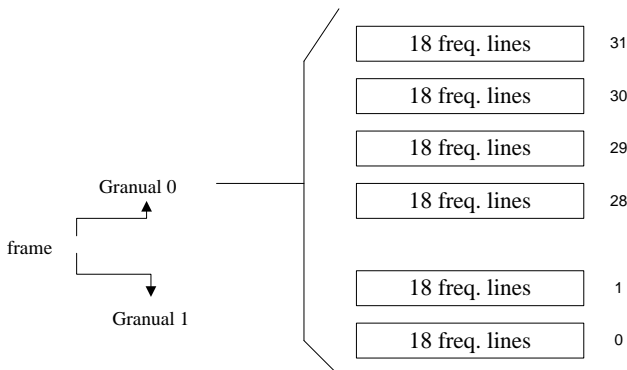 18 freq. lines 31
18 freq. lines 30
18 freq. lines 29
Granual 0
18 freq. lines 28
frame
18 freq. lines 1
Granual 1
18 freq. lines 0